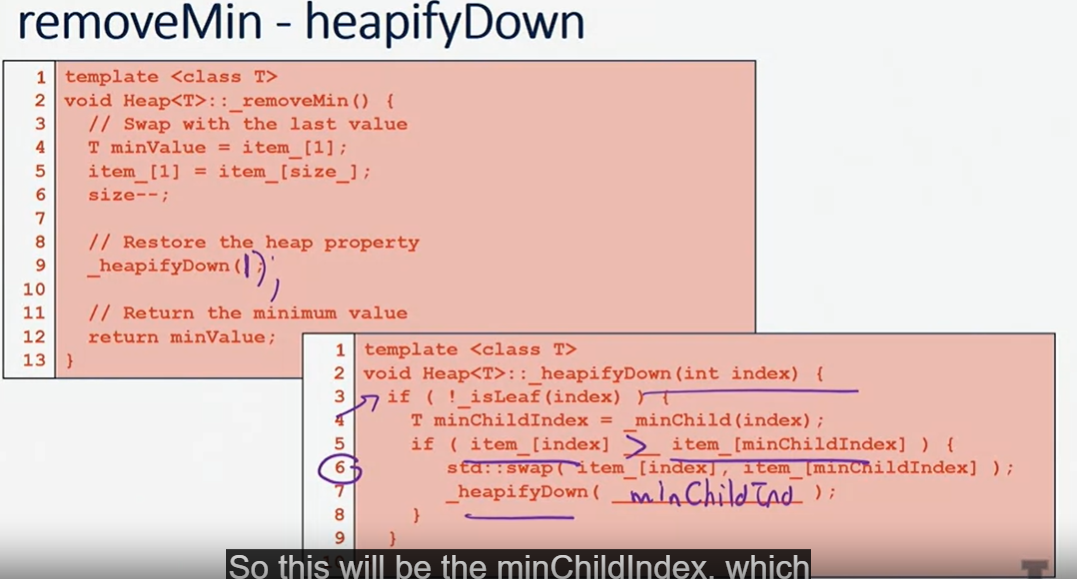 removeMin - heapifyDown
1 template <class T>
2 void Heap<T>::_removeMin() {
3 // Swap with the last value
4 T minValue = item_[1];
5 item_[1] = item_[size_];
6 size--;
7
8 // Restore the heap property
9 _heapifyDown(1);
10
11 // Return the minimum value
12 return minValue;
13 }
1 template <class T>
2 void Heap<T>::_heapifyDown(int index) {
3 if ( !_isLeaf(index) ) {
4 T minChildIndex = _minChild(index);
5 if ( item_[index] > item_[minChildIndex] ) {
6 std::swap( item_[index], item_[minChildIndex] );
7 _heapifyDown( minChildInd );
8 }
9 }
So this will be the minChildIndex, which